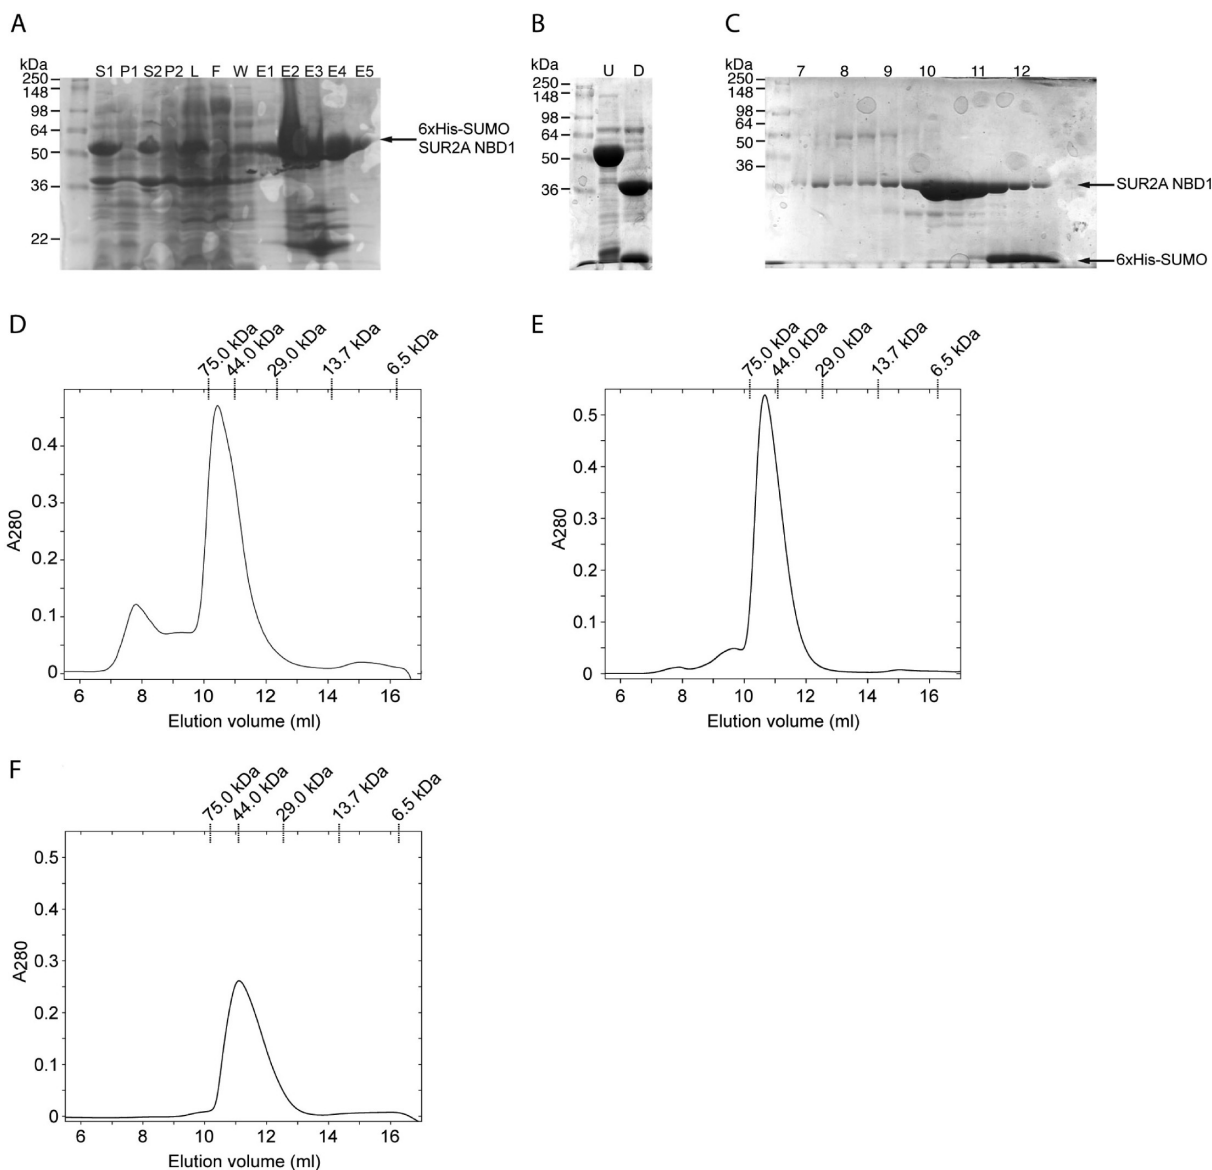 A
kDa
S1 P1 S2 P2 L F W E1 E2 E3 E4 E5
250
148
98
64
50
36
22
6xHis-SUMO
SUR2A NBD1
B
kDa
U D
250
148
98
64
50
36
C
kDa
7 8 9 10 11 12
250
148
98
64
50
36
SUR2A NBD1
6xHis-SUMO
D
75.0 kDa
44.0 kDa
29.0 kDa
13.7 kDa
6.5 kDa
0.4
0.3
0.2
0.1
0
A280
6 8 10 12 14 16
Elution volume (ml)
E
75.0 kDa
44.0 kDa
29.0 kDa
13.7 kDa
6.5 kDa
0.5
0.4
0.3
0.2
0.1
0
A280
6 8 10 12 14 16
Elution volume (ml)
F
75.0 kDa
44.0 kDa
29.0 kDa
13.7 kDa
6.5 kDa
0.5
0.4
0.3
0.2
0.1
0
A280
6 8 10 12 14 16
Elution volume (ml)